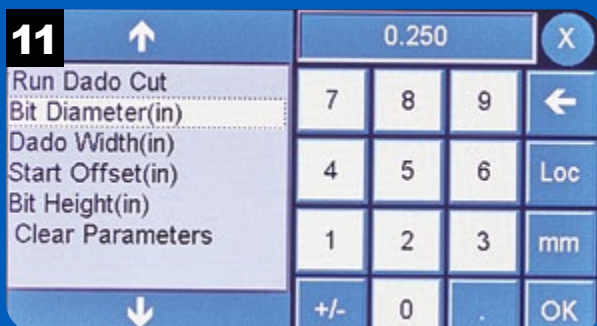 11
0.250
X
Run Dado Cut
Bit Diameter(in)
Dado Width(in)
Start Offset(in)
Bit Height(in)
Clear Parameters
7 8 9
4 5 6 Loc
1 2 3 mm
+/- 0 . OK